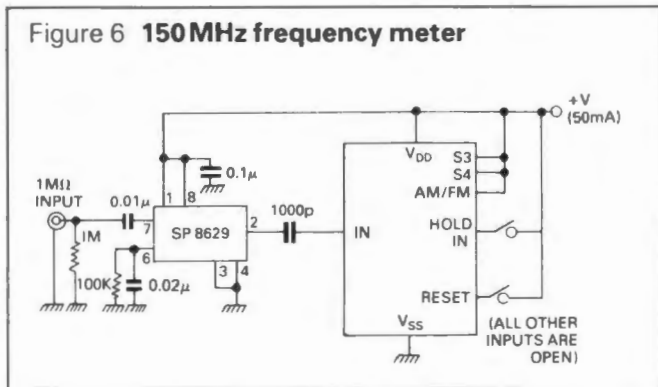 Figure 6 150MHz frequency meter
+V
(50mA)
VDD
S3
S4
AM/FM
0.1µ
1MΩ
INPUT
0.01µ
1
8
7
SP 8629
2
1000p
IN
HOLD
IN
1M
6
3
4
100K
0.02µ
RESET
VSS
(ALL OTHER
INPUTS ARE
OPEN)